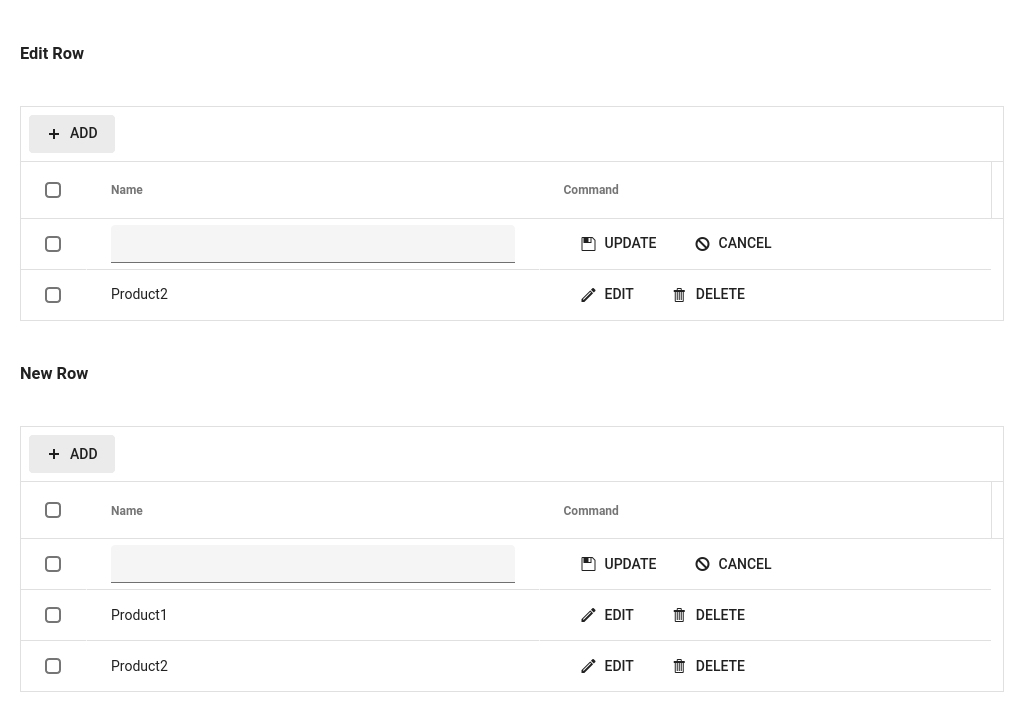 Edit Row
ADD
Name Command
UPDATE CANCEL
Product2 EDIT DELETE
New Row
ADD
Name Command
UPDATE CANCEL
Product1 EDIT DELETE
Product2 EDIT DELETE